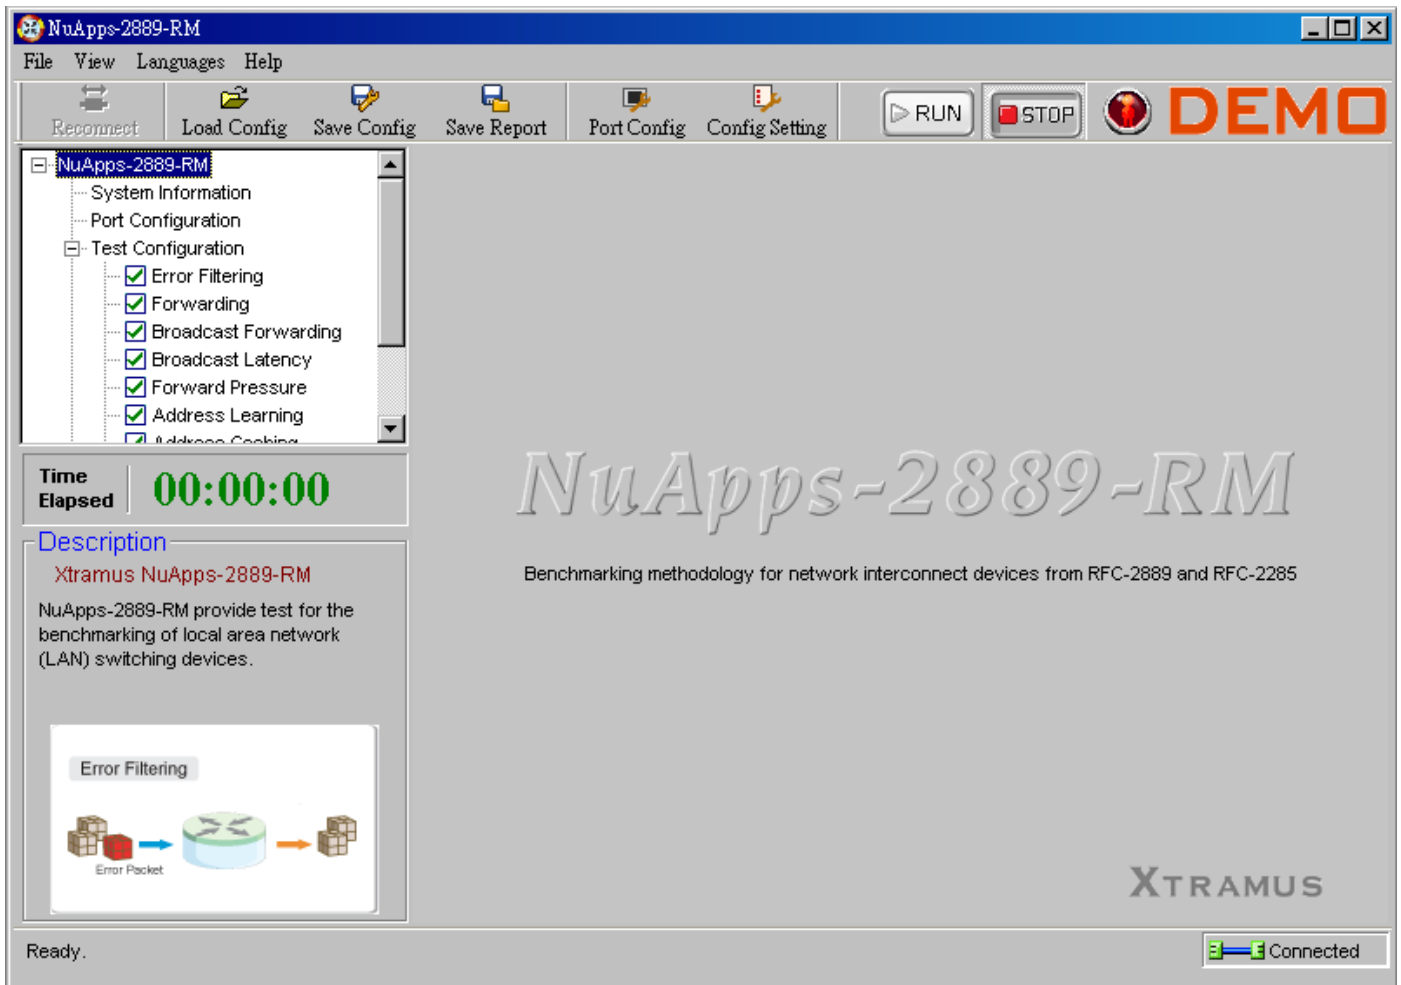 NuApps-2889-RM
File View Languages Help
Reconnect Load Config Save Config Save Report Port Config Config Setting RUN STOP DEMO
NuApps-2889-RM
System Information
Port Configuration
Test Configuration
Error Filtering
Forwarding
Broadcast Forwarding
Broadcast Latency
Forward Pressure
Address Learning
Address Caching
Time
Elapsed
00:00:00
Description
Xtramus NuApps-2889-RM
NuApps-2889-RM provide test for the
benchmarking of local area network
(LAN) switching devices.
Error Filtering
Error Packet
NuApps-2889-RM
Benchmarking methodology for network interconnect devices from RFC-2889 and RFC-2285
XTRAMUS
Ready.
Connected